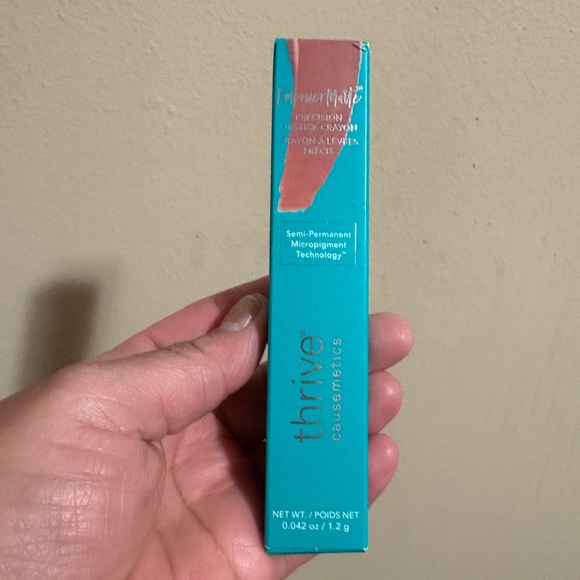 EmpowerMatte™
PRECISION
LIPSTICK CRAYON
CRAYON À LÈVRES
PRÉCIS
Semi-Permanent
Micropigment
Technology™
thrive®
causemetics
NET WT. / POIDS NET
0.042 oz / 1.2 g